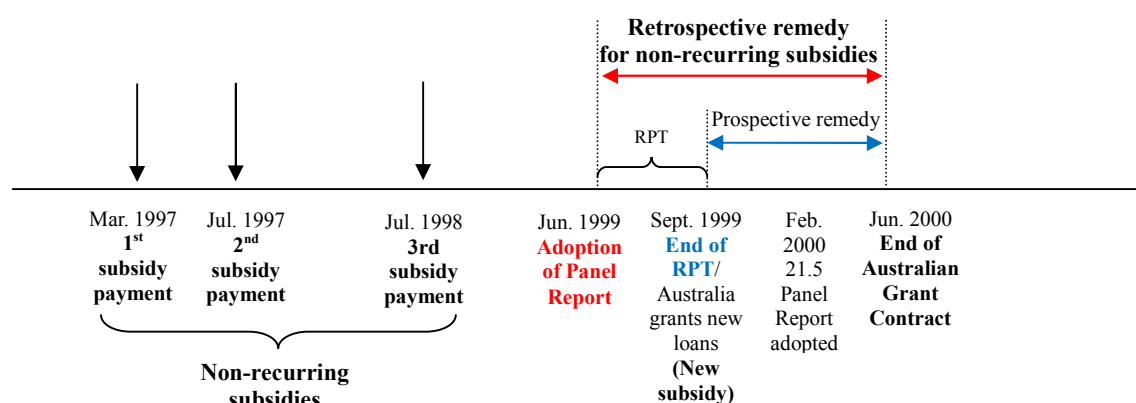 Retrospective remedy
for non-recurring subsidies
RPT
Prospective remedy
Mar. 1997
1st
subsidy
payment
Jul. 1997
2nd
subsidy
payment
Jul. 1998
3rd
subsidy
payment
Jun. 1999
Adoption
of Panel
Report
Sept. 1999
End of
RPT/
Australia
grants new
loans
(New
subsidy)
Feb.
2000
21.5
Panel
Report
adopted
Jun. 2000
End of
Australian
Grant
Contract
Non-recurring
subsidies